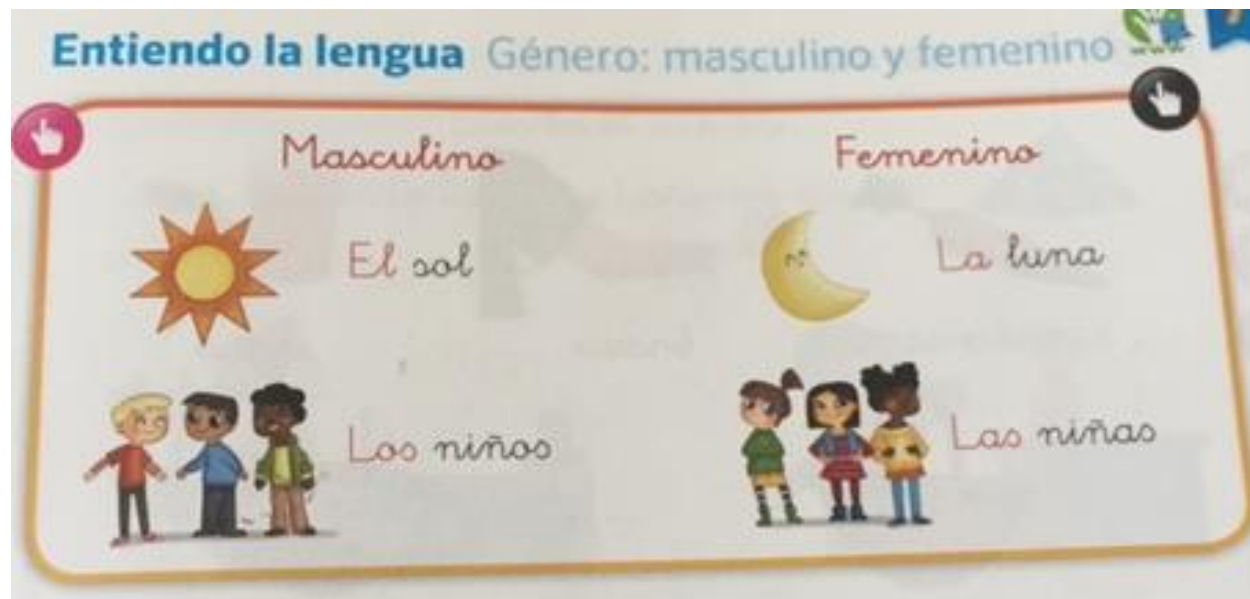 Entiendo la lengua Género: masculino y femenino
Masculino Femenino
El sol La luna
Los niños Las niñas